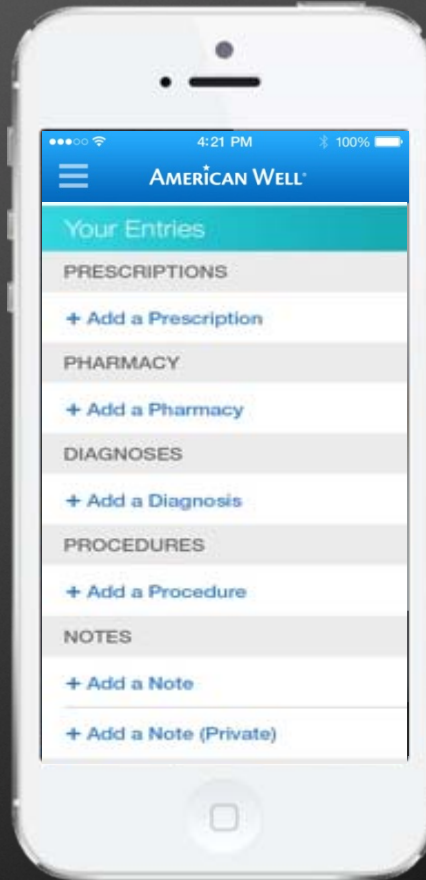 4:21 PM
100%
AMERICAN WELL®
Your Entries
PRESCRIPTIONS
+ Add a Prescription
PHARMACY
+ Add a Pharmacy
DIAGNOSES
+ Add a Diagnosis
PROCEDURES
+ Add a Procedure
NOTES
+ Add a Note
+ Add a Note (Private)